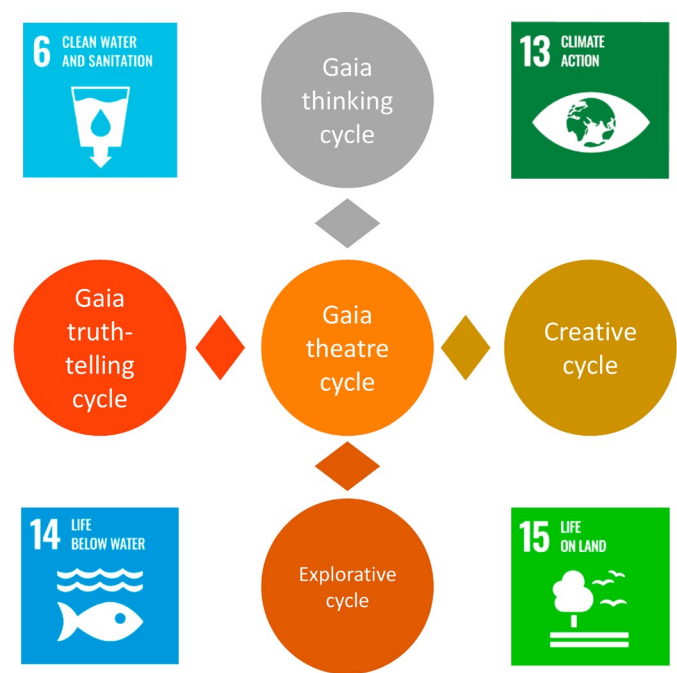 6 CLEAN WATER
AND SANITATION
Gaia
thinking
cycle
13 CLIMATE
ACTION
Gaia
truth-
telling
cycle
Gaia
theatre
cycle
Creative
cycle
14 LIFE
BELOW WATER
Explorative
cycle
15 LIFE
ON LAND